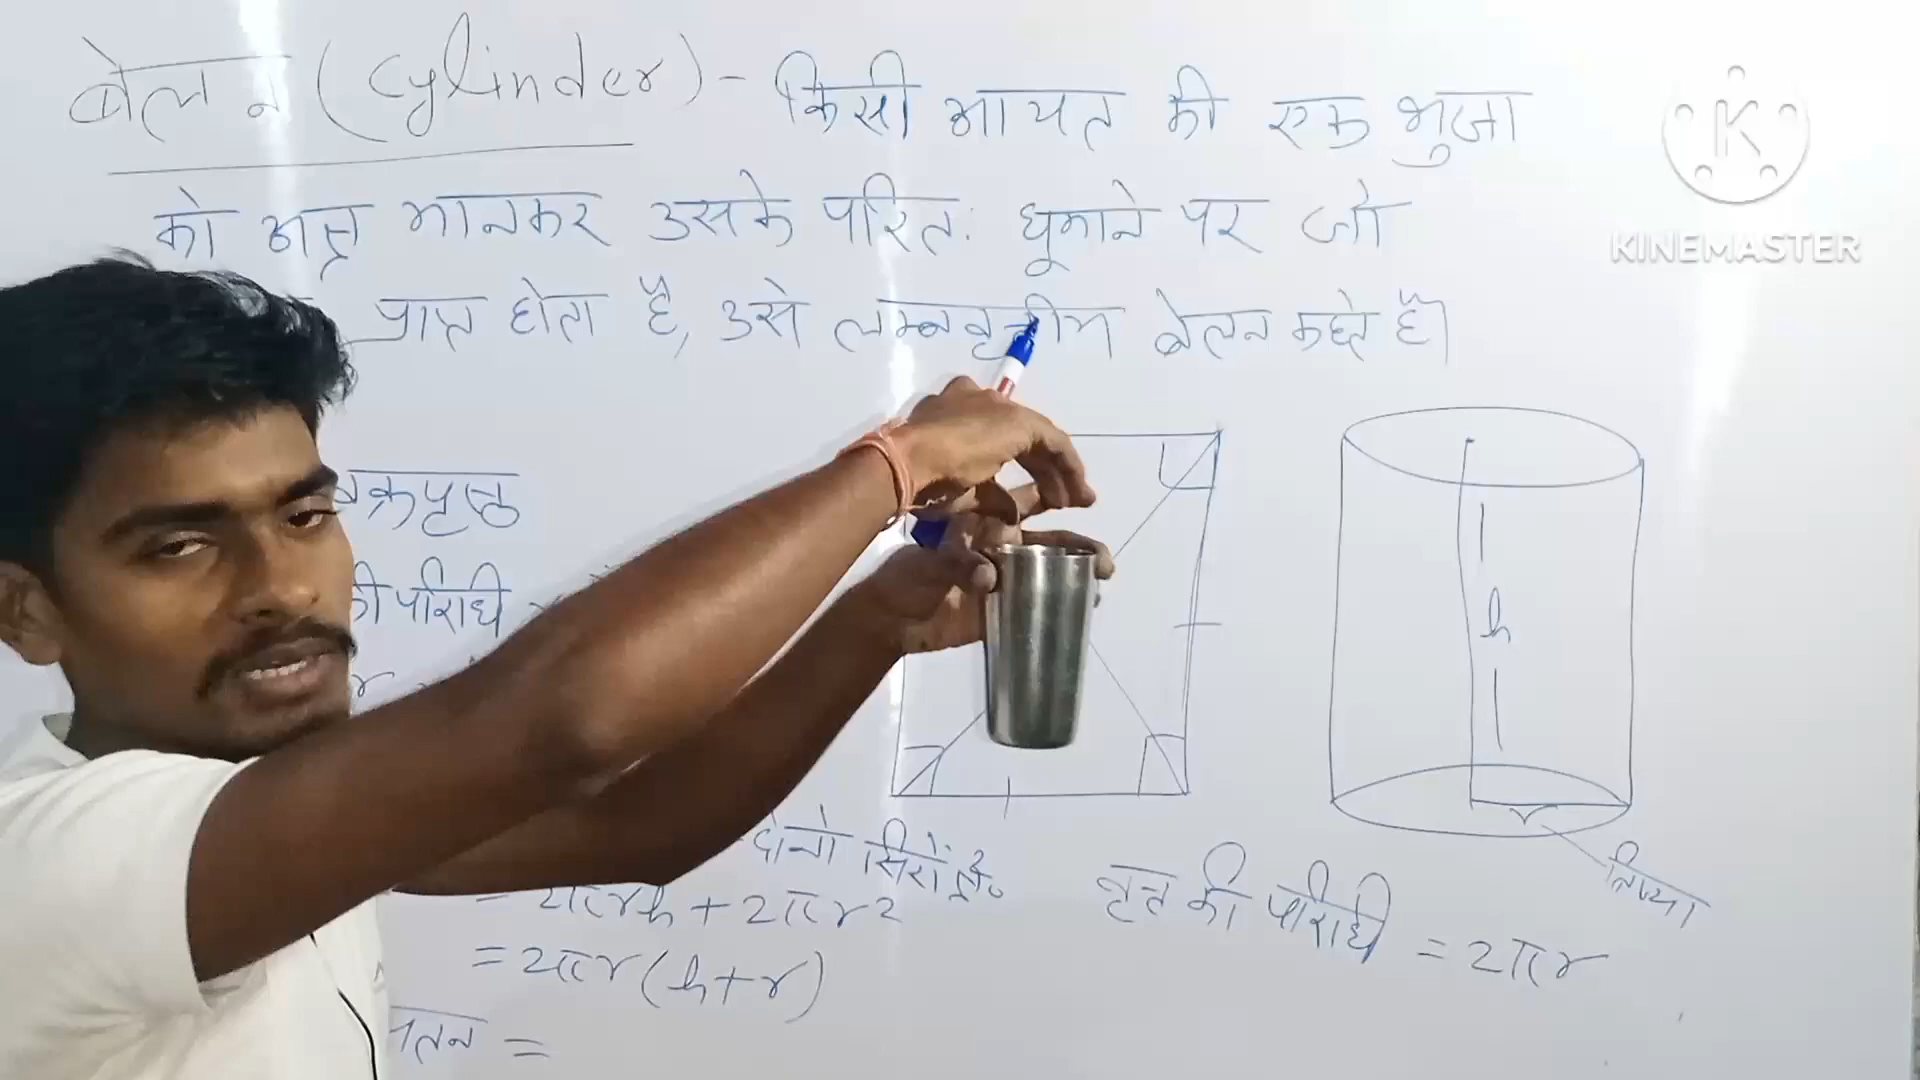 बेलन (Cylinder) - किसी आयत की एक भुजा
को अक्ष मानकर उसके परितः घूमाने पर जो
प्राप्त होता है, उसे लम्बवृत्तीय बेलन कहते हैं।
KINEMASTER
वक्रपृष्ठ
की परिधि
r
h
r
त्रिज्या
दोनो सिरों
= 2πrh + 2πr2
= 2πr (h+r)
वृत्त की परिधि = 2πr
=